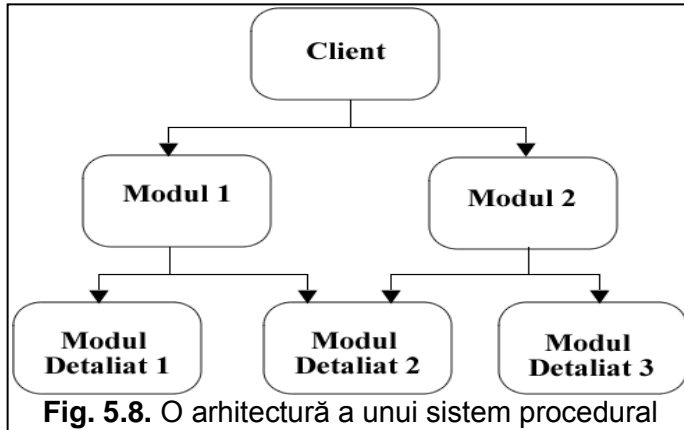 Client
Modul 1
Modul 2
Modul
Detaliat 1
Modul
Detaliat 2
Modul
Detaliat 3
Fig. 5.8. O arhitectură a unui sistem procedural